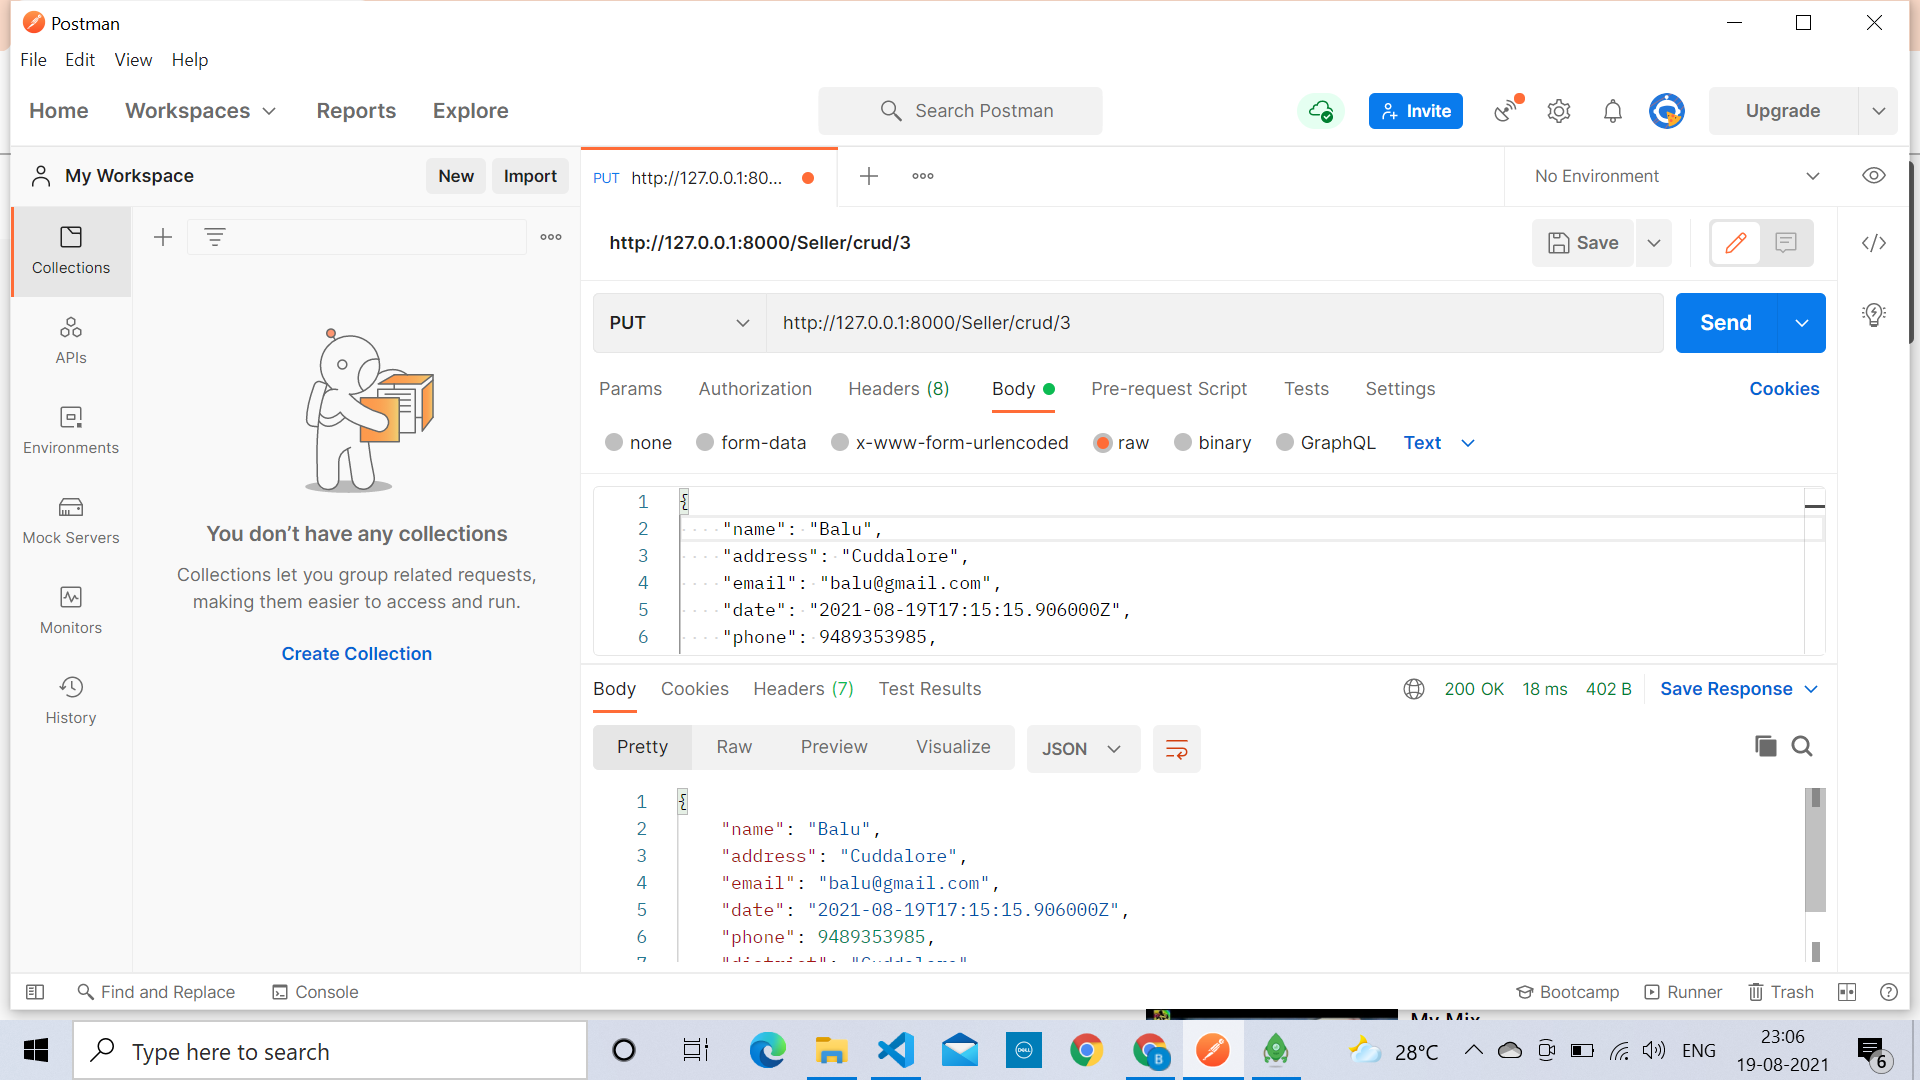 Postman
File Edit View Help
Home Workspaces Reports Explore
Search Postman
Invite
Upgrade
My Workspace
New Import
PUT http://127.0.0.1:80...
No Environment
http://127.0.0.1:8000/Seller/crud/3
Save
Collections
APIs
Environments
Mock Servers
Monitors
History
You don’t have any collections
Collections let you group related requests,
making them easier to access and run.
Create Collection
PUT http://127.0.0.1:8000/Seller/crud/3
Send
Params Authorization Headers (8) Body Pre-request Script Tests Settings Cookies
none form-data x-www-form-urlencoded raw binary GraphQL Text
1 {
2 "name": "Balu",
3 "address": "Cuddalore",
4 "email": "balu@gmail.com",
5 "date": "2021-08-19T17:15:15.906000Z",
6 "phone": 9489353985,
Body Cookies Headers (7) Test Results
200 OK 18 ms 402 B Save Response
Pretty Raw Preview Visualize JSON
1 {
2 "name": "Balu",
3 "address": "Cuddalore",
4 "email": "balu@gmail.com",
5 "date": "2021-08-19T17:15:15.906000Z",
6 "phone": 9489353985,
7 "district": "Cuddalore"
Find and Replace Console
Bootcamp Runner Trash
My Mix
Type here to search
DELL
B
28°C
ENG
23:06
19-08-2021
6